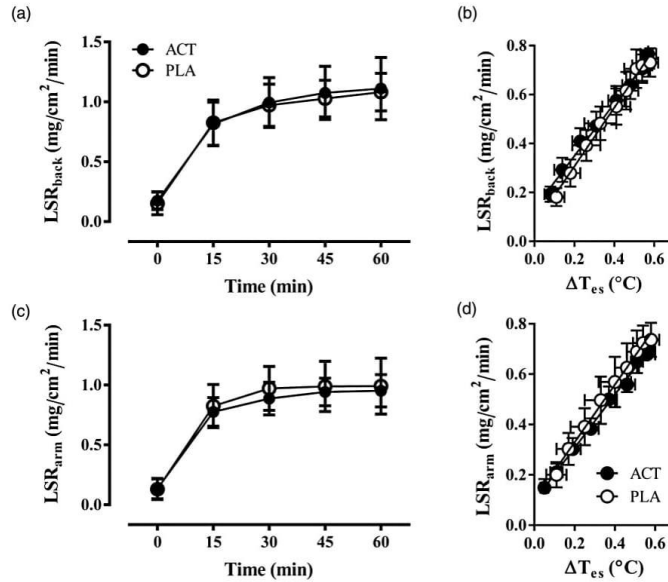 (a)
ACT
PLA
1.5
1.0
0.5
0.0
LSR_back (mg/cm²/min)
0 15 30 45 60
Time (min)
(b)
0.8
0.6
0.4
0.2
0.0
LSR_back (mg/cm²/min)
0.0 0.2 0.4 0.6
ΔT_es (°C)
(c)
1.5
1.0
0.5
0.0
LSR_arm (mg/cm²/min)
0 15 30 45 60
Time (min)
(d)
0.8
0.6
0.4
0.2
0.0
LSR_arm (mg/cm²/min)
ACT
PLA
0.0 0.2 0.4 0.6
ΔT_es (°C)